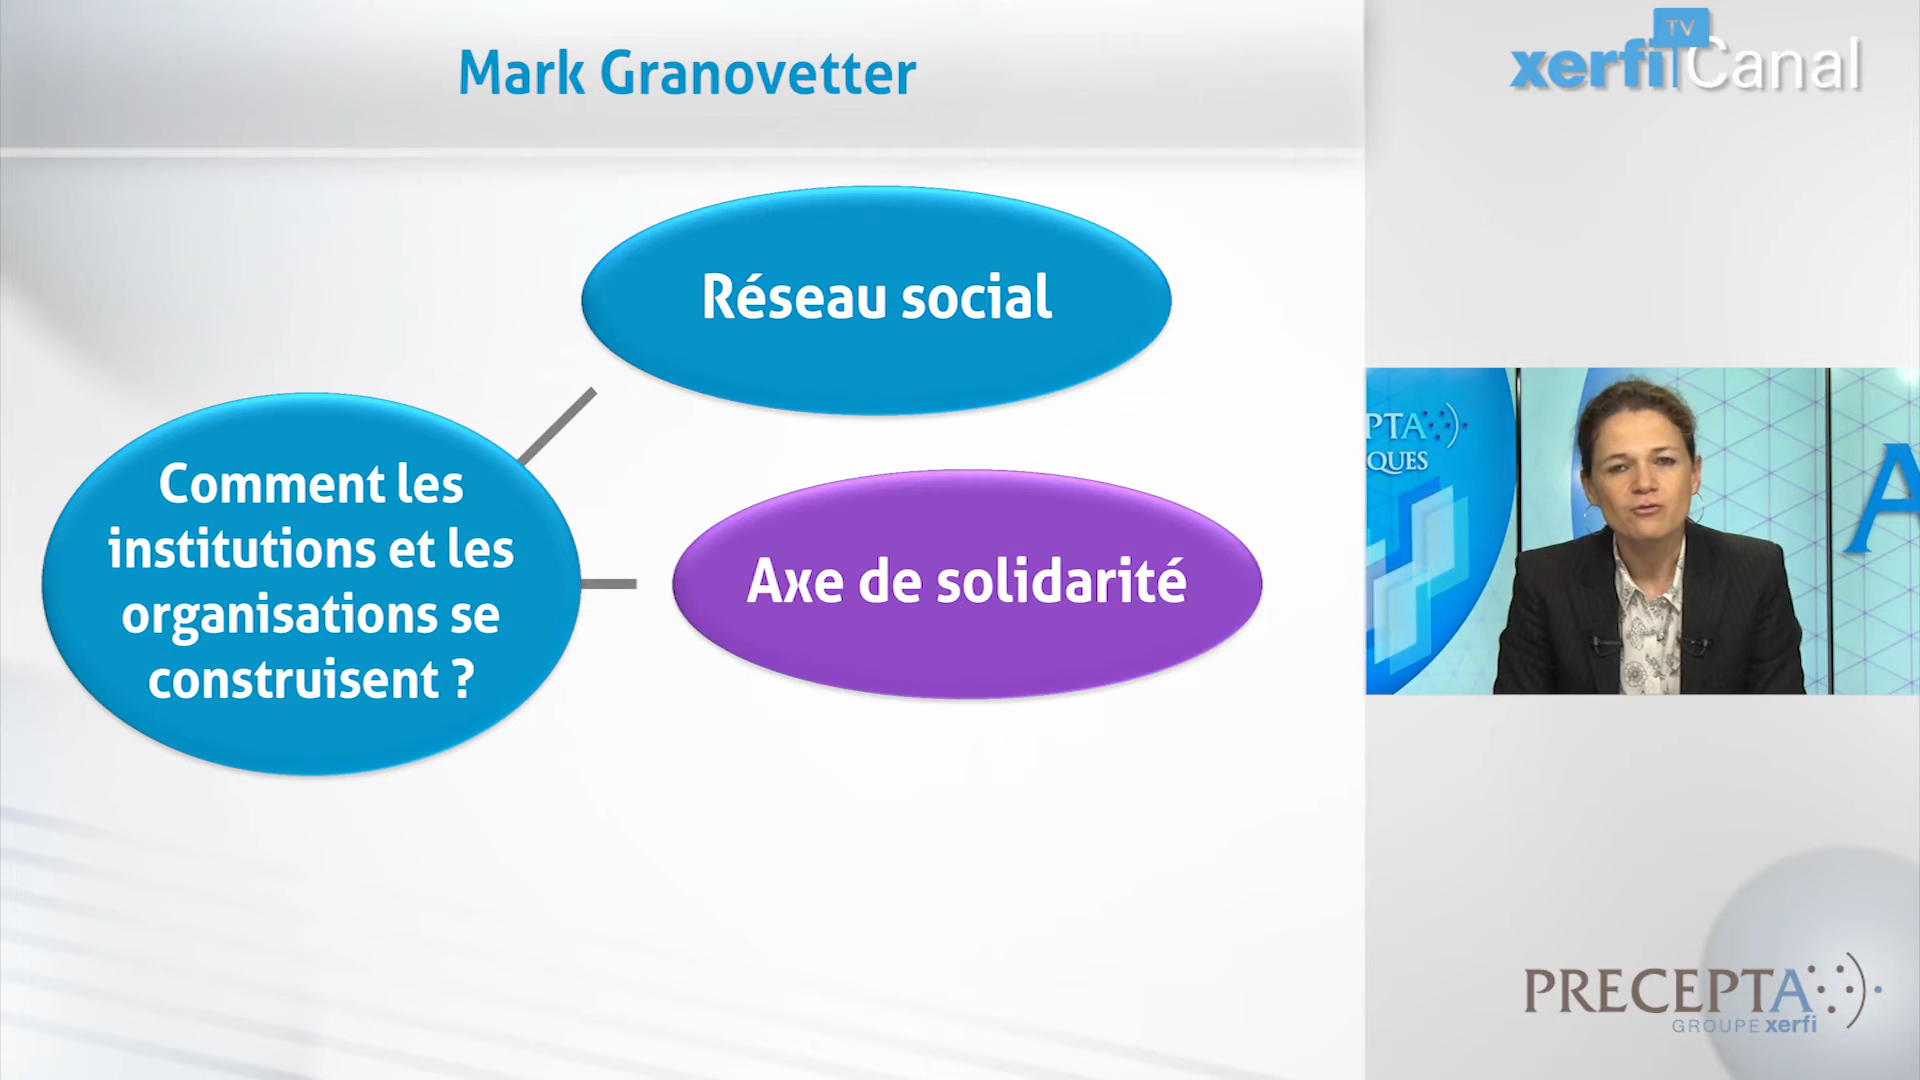 Mark Granovetter
Réseau social
Comment les
institutions et les
organisations se
construisent ?
Axe de solidarité
TV
xerfi Canal
PTA
QUES
A
PRECEPTA
GROUPE xerfi